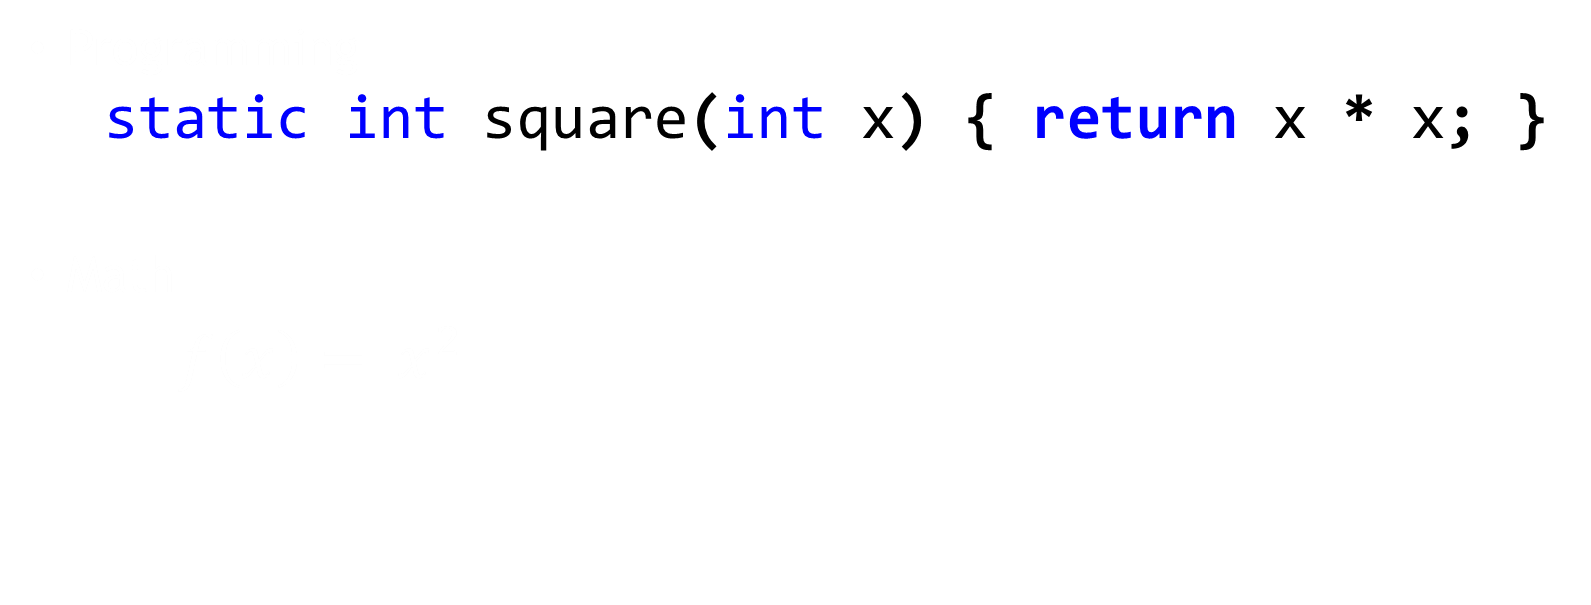 static int square(int x) { return x * x; }